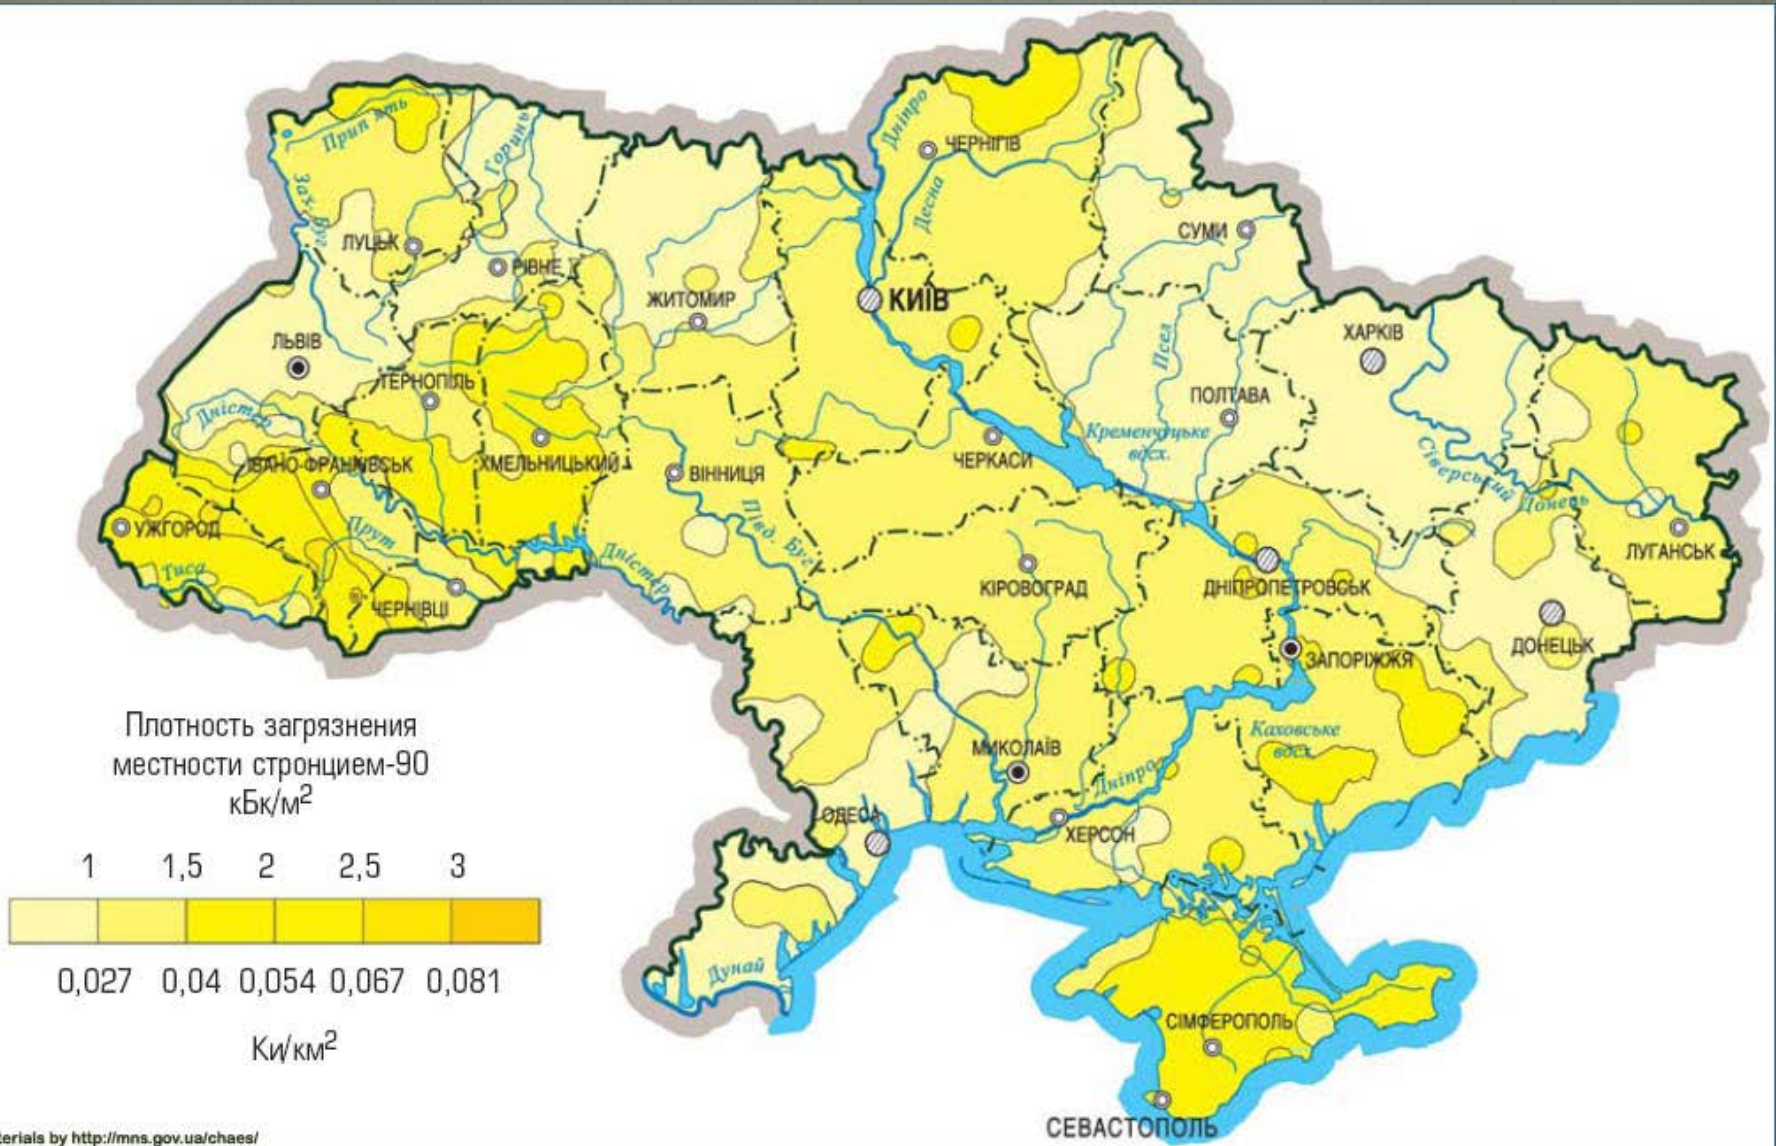 Прип'ять
Горинь
Дніпро
ЧЕРНІГІВ
Десна
Зах. Буг
ЛУЦЬК
РІВНЕ
СУМИ
ЖИТОМИР
КИЇВ
ЛЬВІВ
ХАРКІВ
Псел
ТЕРНОПІЛЬ
ПОЛТАВА
Дністер
Кременчуцьке
восх.
ІВАНО-ФРАНКІВСЬК
ХМЕЛЬНИЦЬКИЙ
ВІННИЦЯ
ЧЕРКАСИ
Сіверський
Донець
УЖГОРОД
Прут
Півд. Буг
ЛУГАНСЬК
Тиса
Дністер
ЧЕРНІВЦІ
КІРОВОГРАД
ДНІПРОПЕТРОВСЬК
ДОНЕЦЬК
ЗАПОРІЖЖЯ
Каховське
восх.
МИКОЛАЇВ
Дніпро
ОДЕСА
ХЕРСОН
Дунай
СІМФЕРОПОЛЬ
СЕВАСТОПОЛЬ
Плотность загрязнения
местности стронцием-90
кБк/м²
1 1,5 2 2,5 3
0,027 0,04 0,054 0,067 0,081
Ки/км²
by http://mns.gov.ua/chaes/